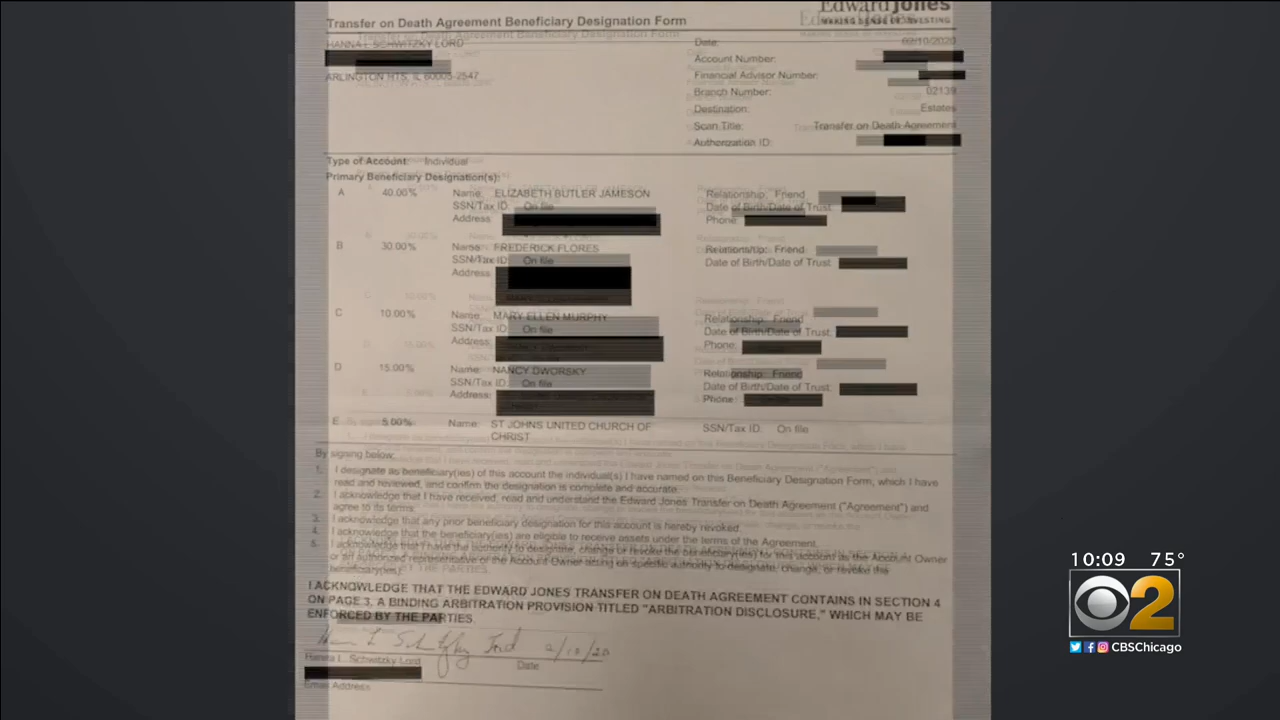 Edward Jones
MAKING SENSE OF INVESTING
Transfer on Death Agreement Beneficiary Designation Form
HANNA L SCHWITZKY LORD
ARLINGTON HTS, IL 60005-2547
Date: 02/10/2020
Account Number:
Financial Advisor Number:
Branch Number: 02139
Destination: Estates
Scan Title: Transfer on Death Agreement
Authorization ID:
Type of Account: Individual
Primary Beneficiary Designation(s):
A 40.00% Name: ELIZABETH BUTLER JAMESON Relationship: Friend
SSN/Tax ID: On file Date of Birth/Date of Trust:
Address: Phone:
B 30.00% Name: FREDERICK FLORES Relationship: Friend
SSN/Tax ID: On file Date of Birth/Date of Trust:
Address:
C 10.00% Name: MARY ELLEN MURPHY Relationship: Friend
SSN/Tax ID: On file Date of Birth/Date of Trust:
Address: Phone:
D 15.00% Name: NANCY DWORSKY Relationship: Friend
SSN/Tax ID: On file Date of Birth/Date of Trust:
Address: Phone:
E 5.00% Name: ST JOHNS UNITED CHURCH OF SSN/Tax ID: On file
CHRIST
By signing below:
1. I designate as beneficiary(ies) of this account the individual(s) I have named on this Beneficiary Designation Form, which I have
read and reviewed, and confirm the designation is complete and accurate.
2. I acknowledge that I have received, read and understand the Edward Jones Transfer on Death Agreement ("Agreement") and
agree to its terms.
3. I acknowledge that any prior beneficiary designation for this account is hereby revoked.
4. I acknowledge that the beneficiary(ies) are eligible to receive assets under the terms of the Agreement.
5. I acknowledge that I have the authority to designate, change or revoke the beneficiary(ies) for this account as the Account Owner
or an authorized representative of the Account Owner acting on specific authority to designate, change, or revoke the
beneficiary(ies).
I ACKNOWLEDGE THAT THE EDWARD JONES TRANSFER ON DEATH AGREEMENT CONTAINS IN SECTION 4
ON PAGE 3, A BINDING ARBITRATION PROVISION TITLED "ARBITRATION DISCLOSURE," WHICH MAY BE
ENFORCED BY THE PARTIES.
2/10/20
Hanna L. Schwitzky Lord Date
Email Address
10:09 75°
2
CBSChicago